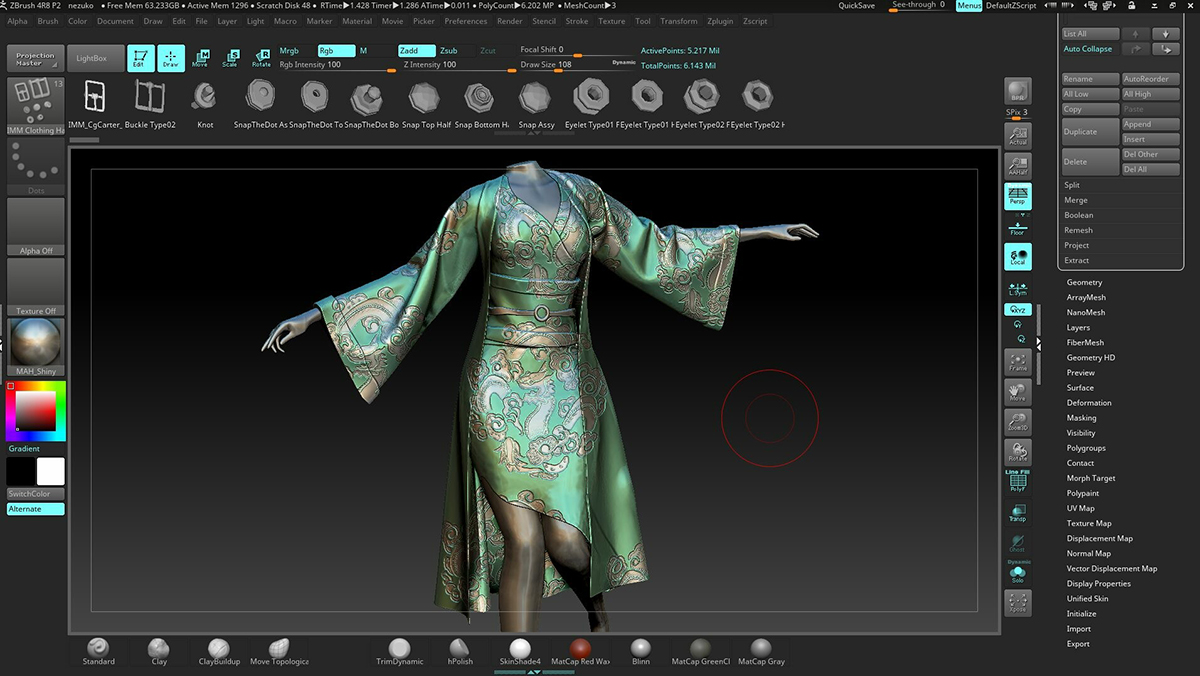 ZBrush 4R8 P2 nezuko • Free Mem 63.233GB • Active Mem 1296 • Scratch Disk 48 • RTime▶1.428 Timer▶1.286 ATime▶0.011 • PolyCount▶6.202 MP • MeshCount▶3 QuickSave See-through 0 Menus DefaultZScript
Alpha Brush Color Document Draw Edit File Layer Light Macro Marker Material Movie Picker Preferences Render Stencil Stroke Texture Tool Transform Zplugin Zscript
Projection Master
LightBox
Edit
Draw
Move
Scale
Rotate
Mrgb Rgb M
Rgb Intensity 100
Zadd Zsub Zcut
Z Intensity 100
Focal Shift 0
Draw Size 108 Dynamic
ActivePoints: 5.217 Mil
TotalPoints: 6.143 Mil
13
IMM Clothing Ha
IMM_CgCarter_ Buckle Type02 Knot SnapTheDot As SnapTheDot To SnapTheDot Bo Snap Top Half Snap Bottom Ha Snap Assy Eyelet Type01 F Eyelet Type01 H Eyelet Type02 F Eyelet Type02 H
Dots
Alpha Off
Texture Off
MAH_Shiny
Gradient
SwitchColor
Alternate
BPR
SPix 3
Actual
AAHalf
Persp
Floor
Local
L.Sym
XYZ
Frame
Move
Zoom3D
Rotate
Line Fill
PolyF
Transp
Ghost
Dynamic
Solo
Xpose
List All
Auto Collapse
Rename AutoReorder
All Low All High
Copy Paste
Duplicate
Append
Insert
Delete
Del Other
Del All
Split
Merge
Boolean
Remesh
Project
Extract
Geometry
ArrayMesh
NanoMesh
Layers
FiberMesh
Geometry HD
Preview
Surface
Deformation
Masking
Visibility
Polygroups
Contact
Morph Target
Polypaint
UV Map
Texture Map
Displacement Map
Normal Map
Vector Displacement Map
Display Properties
Unified Skin
Initialize
Import
Export
Standard Clay ClayBuildup Move Topologica TrimDynamic hPolish SkinShade4 MatCap Red Wax Blinn MatCap GreenCl MatCap Gray